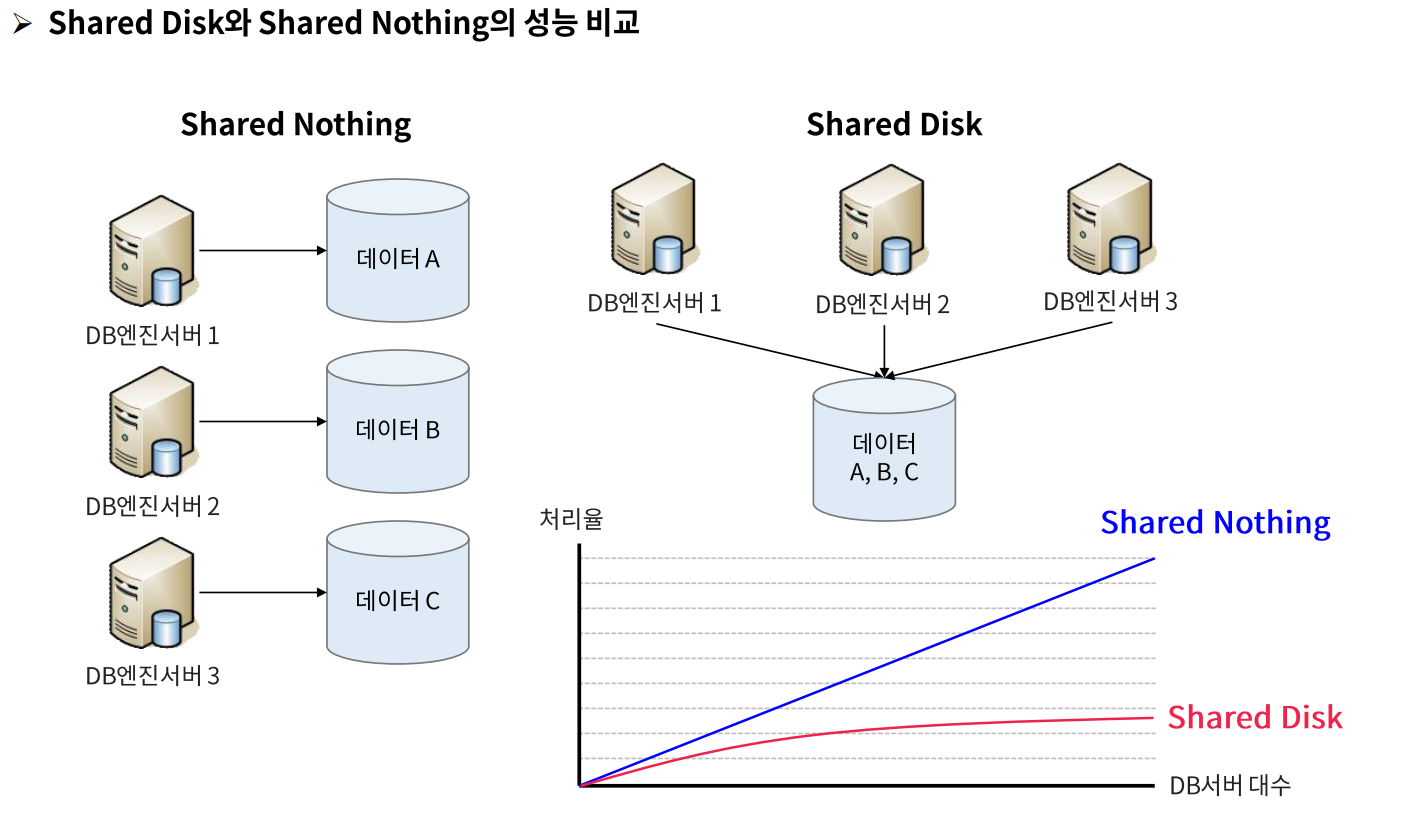 ➢ Shared Disk와 Shared Nothing의 성능 비교
Shared Nothing
데이터 A
DB엔진서버 1
데이터 B
DB엔진서버 2
데이터 C
DB엔진서버 3
Shared Disk
DB엔진서버 1
DB엔진서버 2
DB엔진서버 3
데이터
A, B, C
처리율
Shared Nothing
Shared Disk
DB서버 대수